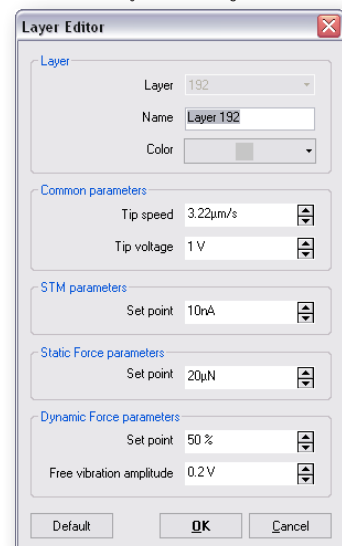 Layer Editor
Layer
Layer 192
Name Layer 192
Color
Common parameters
Tip speed 3.22µm/s
Tip voltage 1 V
STM parameters
Set point 10nA
Static Force parameters
Set point 20µN
Dynamic Force parameters
Set point 50 %
Free vibration amplitude 0.2 V
Default OK Cancel